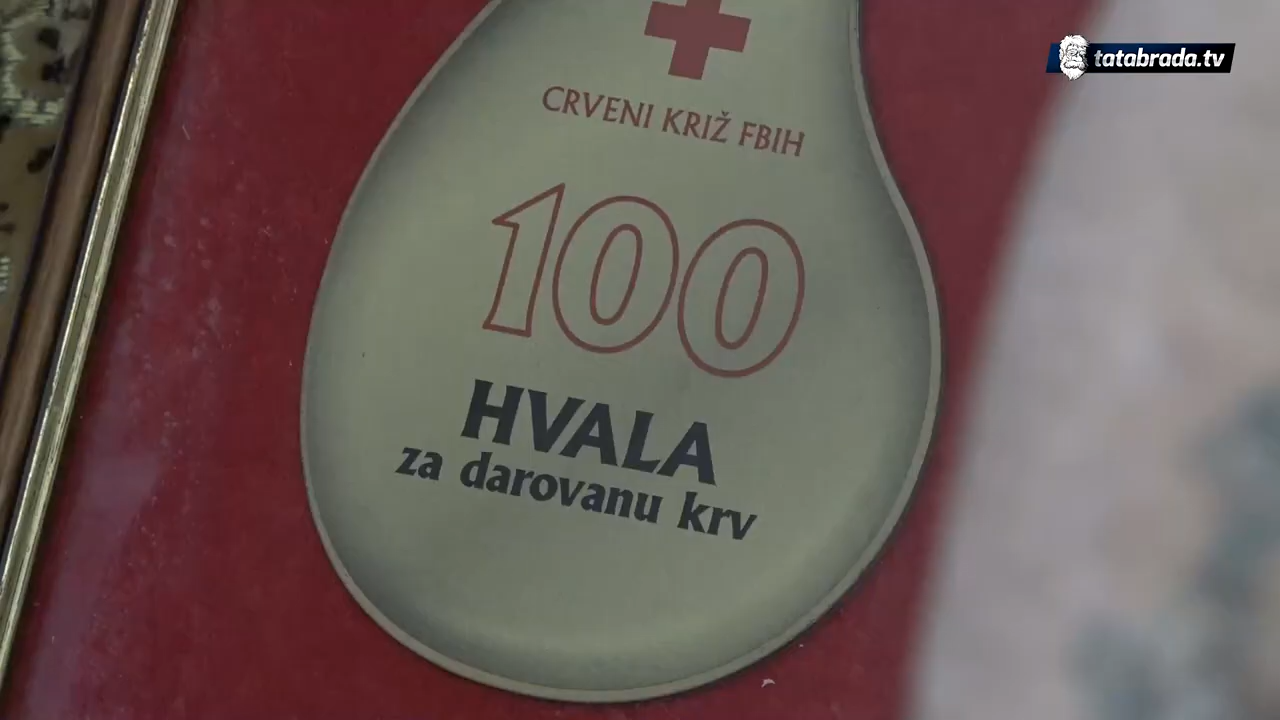 tatabrada.tv
CRVENI KRIŽ FBIH
100
HVALA
za darovanu krv